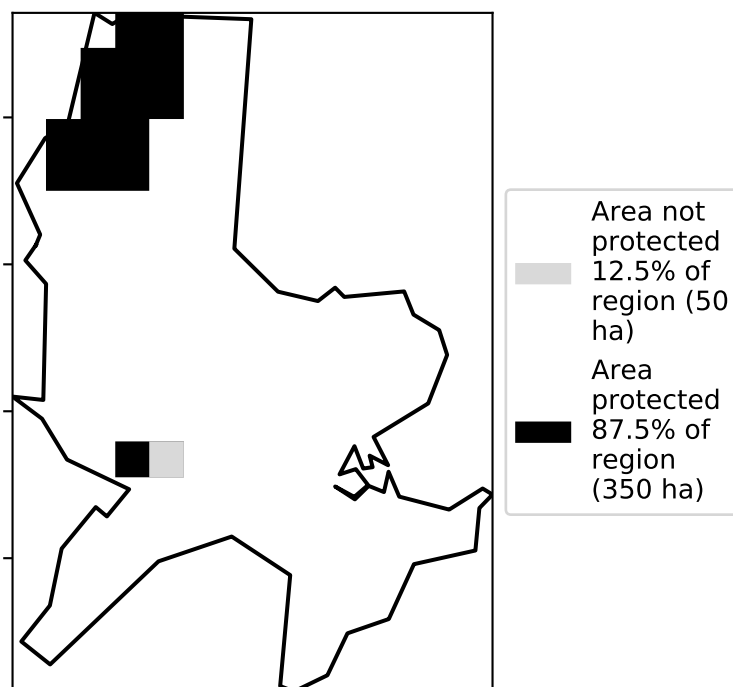 Area not
protected
12.5% of
region (50
ha)
Area
protected
87.5% of
region
(350 ha)